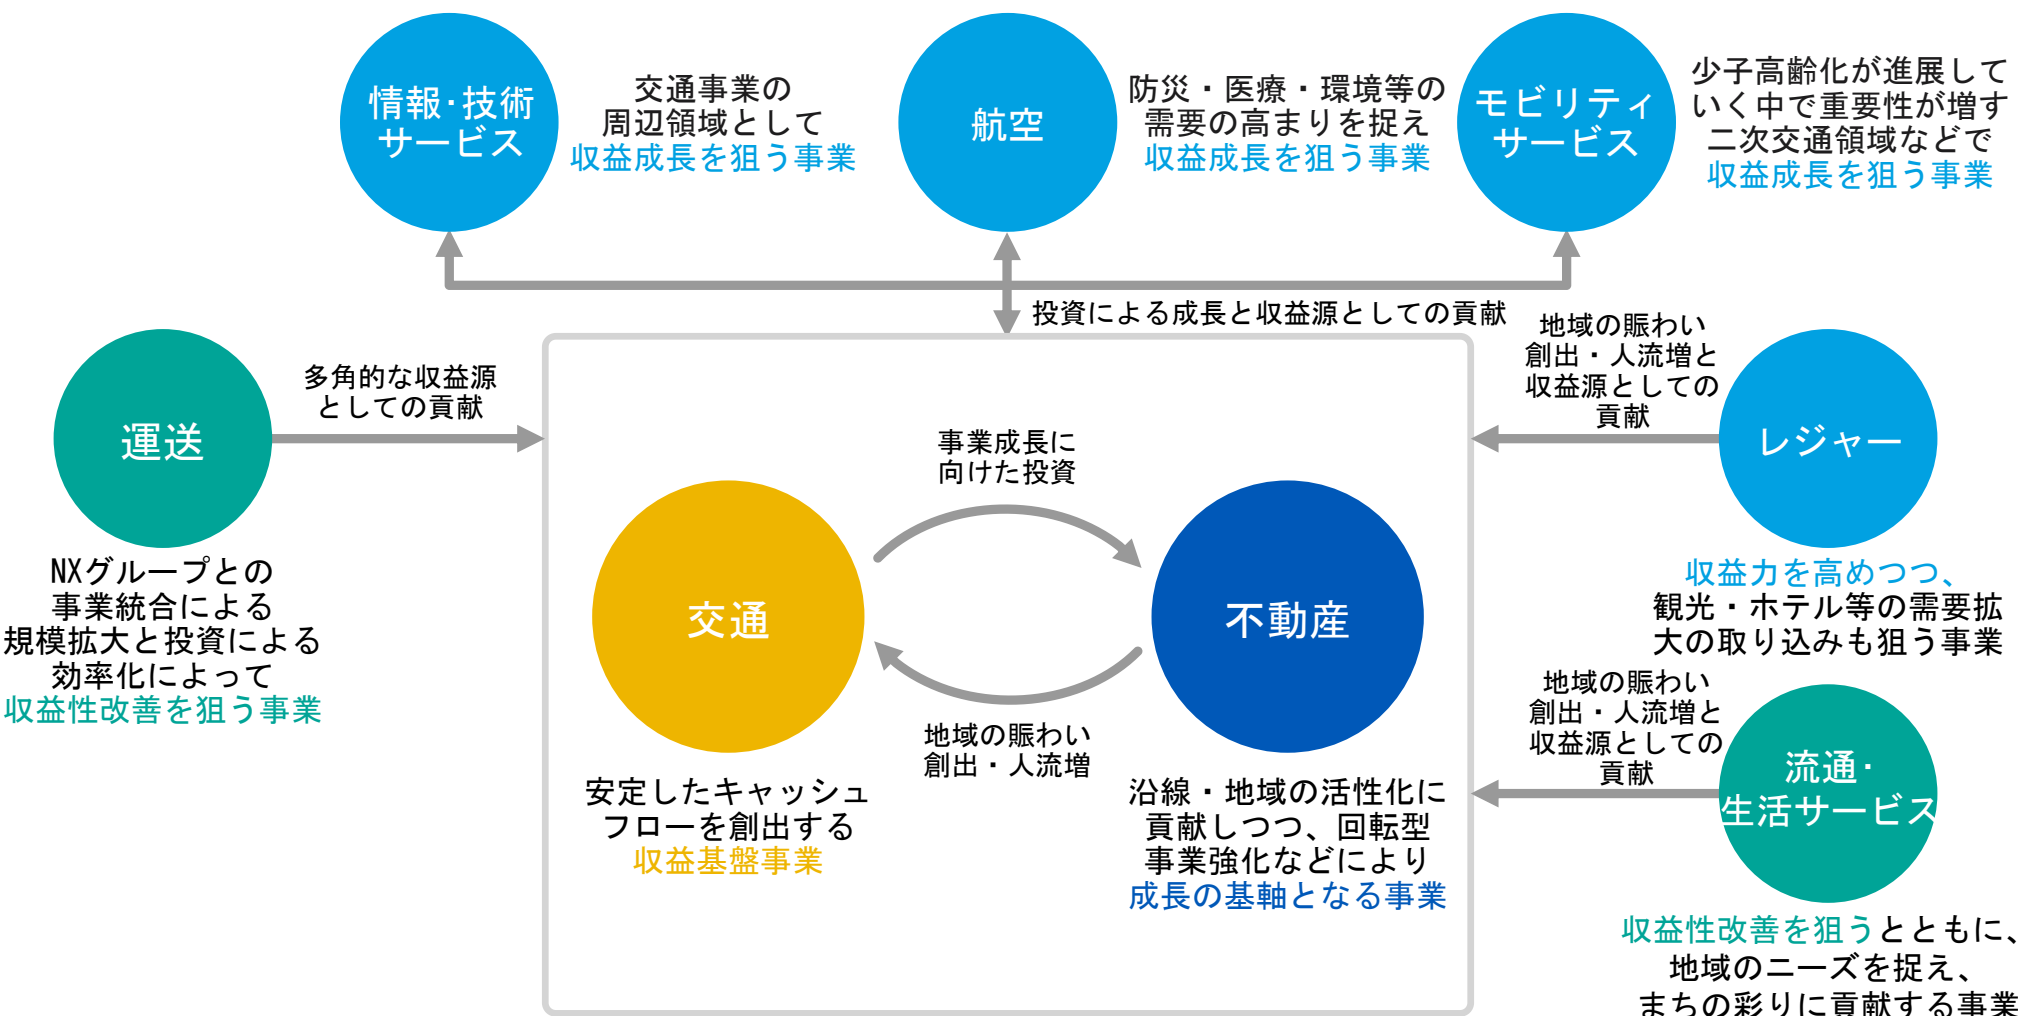 情報・技術
サービス
交通事業の
周辺領域として
収益成長を狙う事業
航空
防災・医療・環境等の
需要の高まりを捉え
収益成長を狙う事業
モビリティ
サービス
少子高齢化が進展して
いく中で重要性が増す
二次交通領域などで
収益成長を狙う事業
投資による成長と収益源としての貢献
運送
多角的な収益源
としての貢献
NXグループとの
事業統合による
規模拡大と投資による
効率化によって
収益性改善を狙う事業
事業成長に
向けた投資
交通
不動産
地域の賑わい
創出・人流増
安定したキャッシュ
フローを創出する
収益基盤事業
沿線・地域の活性化に
貢献しつつ、回転型
事業強化などにより
成長の基軸となる事業
地域の賑わい
創出・人流増と
収益源としての
貢献
レジャー
収益力を高めつつ、
観光・ホテル等の需要拡
大の取り込みも狙う事業
地域の賑わい
創出・人流増と
収益源としての
貢献
流通・
生活サービス
収益性改善を狙うとともに、
地域のニーズを捉え、
まちの彩りに貢献する事業